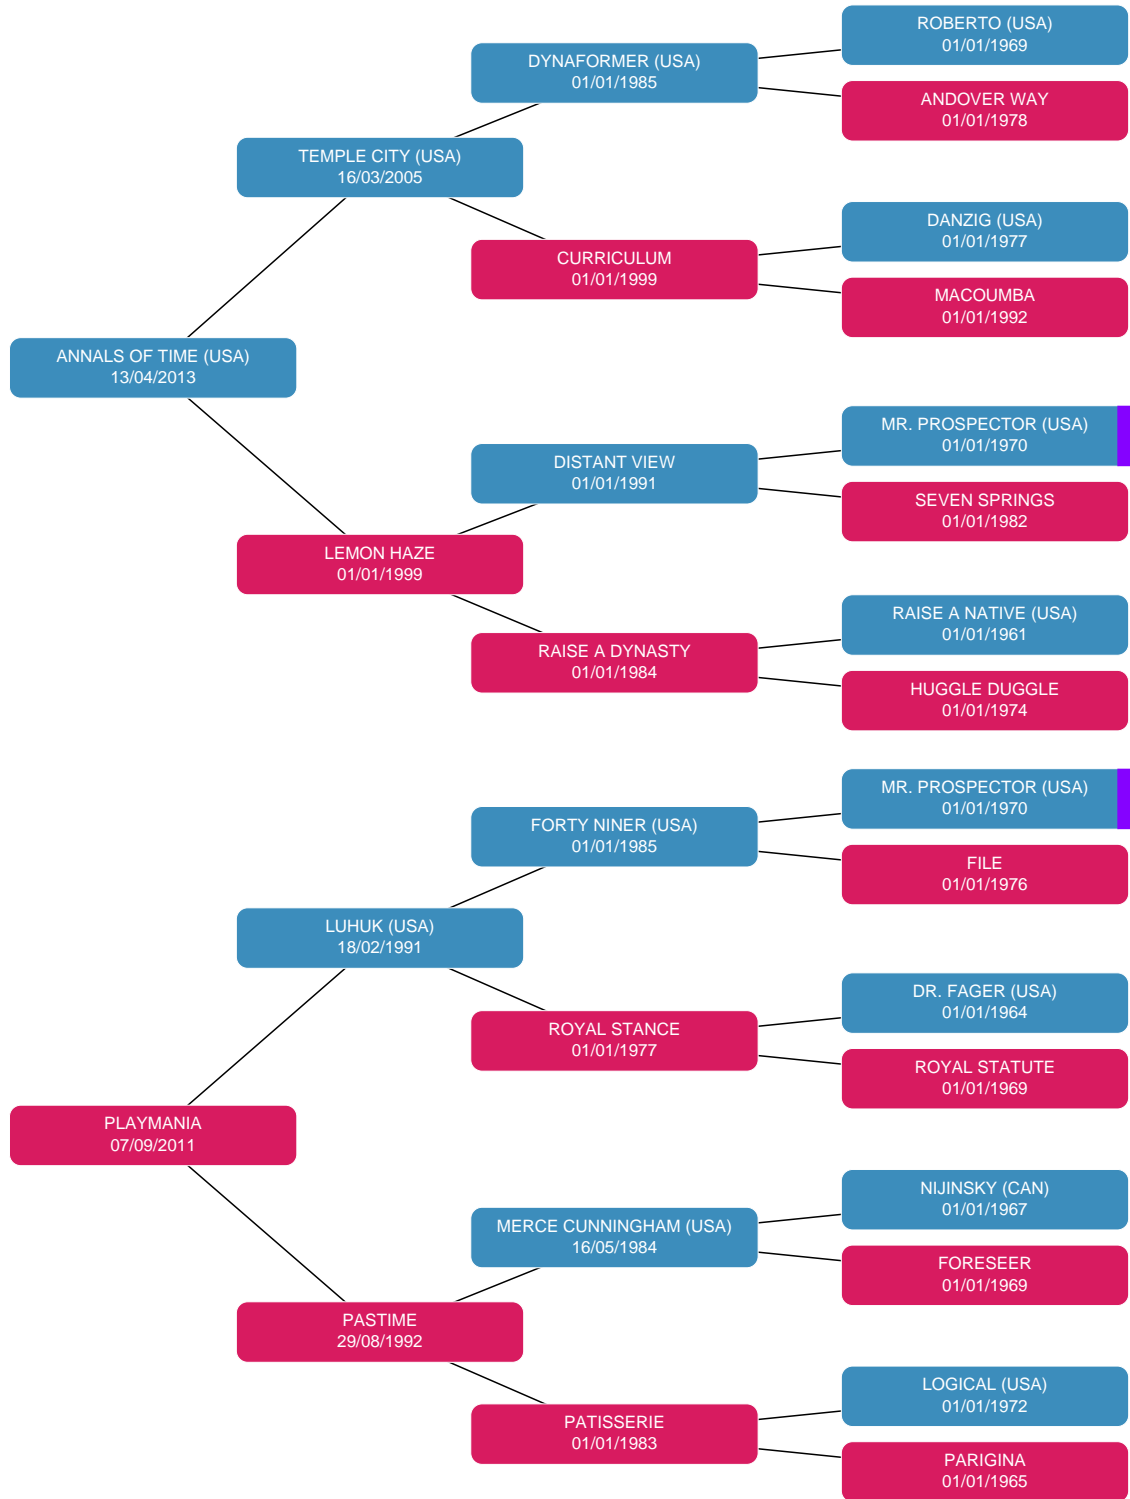 ROBERTO (USA)
01/01/1969
DYNAFORMER (USA)
01/01/1985
ANDOVER WAY
01/01/1978
TEMPLE CITY (USA)
16/03/2005
DANZIG (USA)
01/01/1977
CURRICULUM
01/01/1999
MACOUMBA
01/01/1992
ANNALS OF TIME (USA)
13/04/2013
MR. PROSPECTOR (USA)
01/01/1970
DISTANT VIEW
01/01/1991
SEVEN SPRINGS
01/01/1982
LEMON HAZE
01/01/1999
RAISE A NATIVE (USA)
01/01/1961
RAISE A DYNASTY
01/01/1984
HUGGLE DUGGLE
01/01/1974
MR. PROSPECTOR (USA)
01/01/1970
FORTY NINER (USA)
01/01/1985
FILE
01/01/1976
LUHUK (USA)
18/02/1991
DR. FAGER (USA)
01/01/1964
ROYAL STANCE
01/01/1977
ROYAL STATUTE
01/01/1969
PLAYMANIA
07/09/2011
NIJINSKY (CAN)
01/01/1967
MERCE CUNNINGHAM (USA)
16/05/1984
FORESEER
01/01/1969
PASTIME
29/08/1992
LOGICAL (USA)
01/01/1972
PATISSERIE
01/01/1983
PARIGINA
01/01/1965